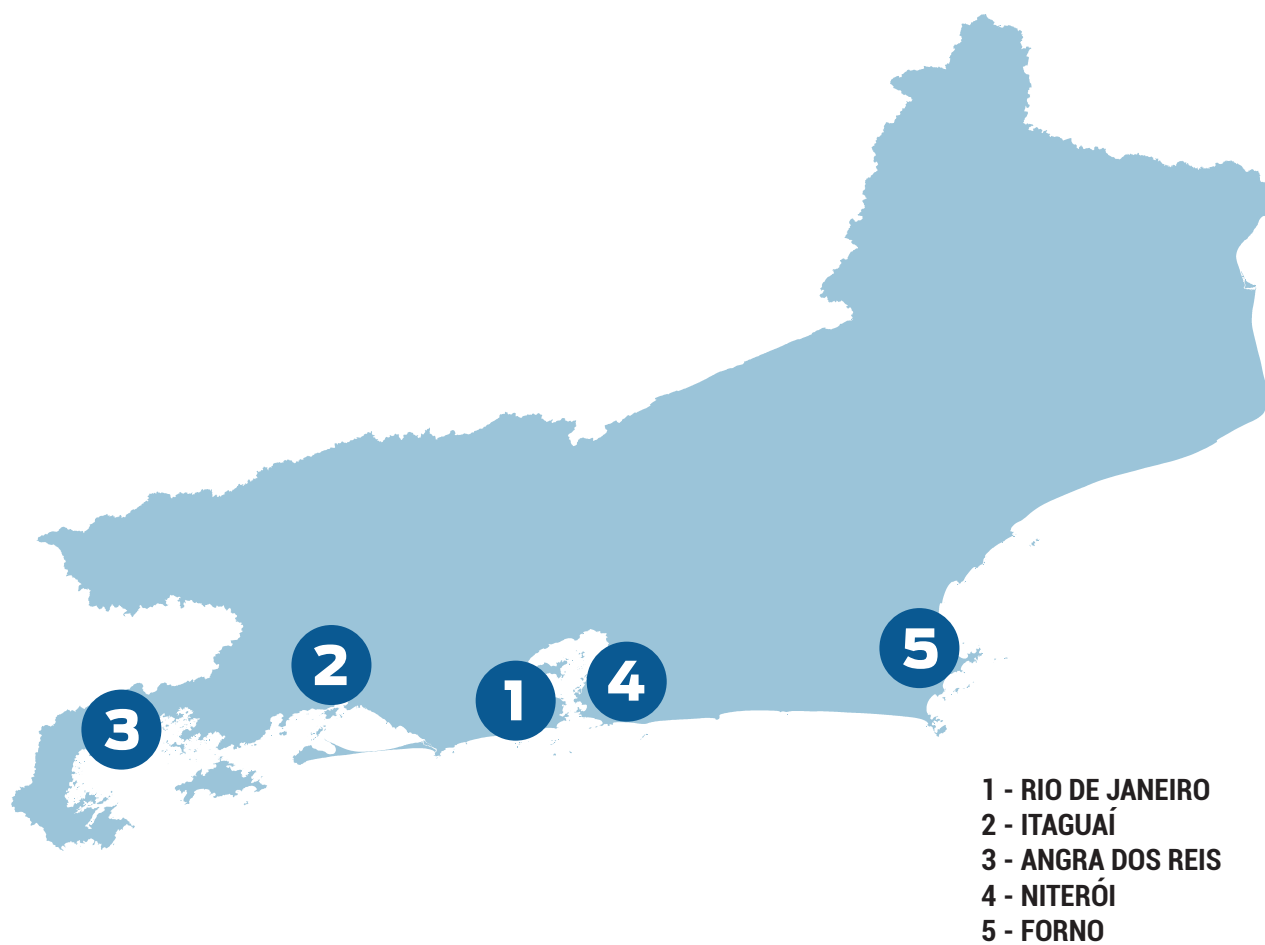 2
5
4
1
3
1 - RIO DE JANEIRO
2 - ITAGUAÍ
3 - ANGRA DOS REIS
4 - NITERÓI
5 - FORNO